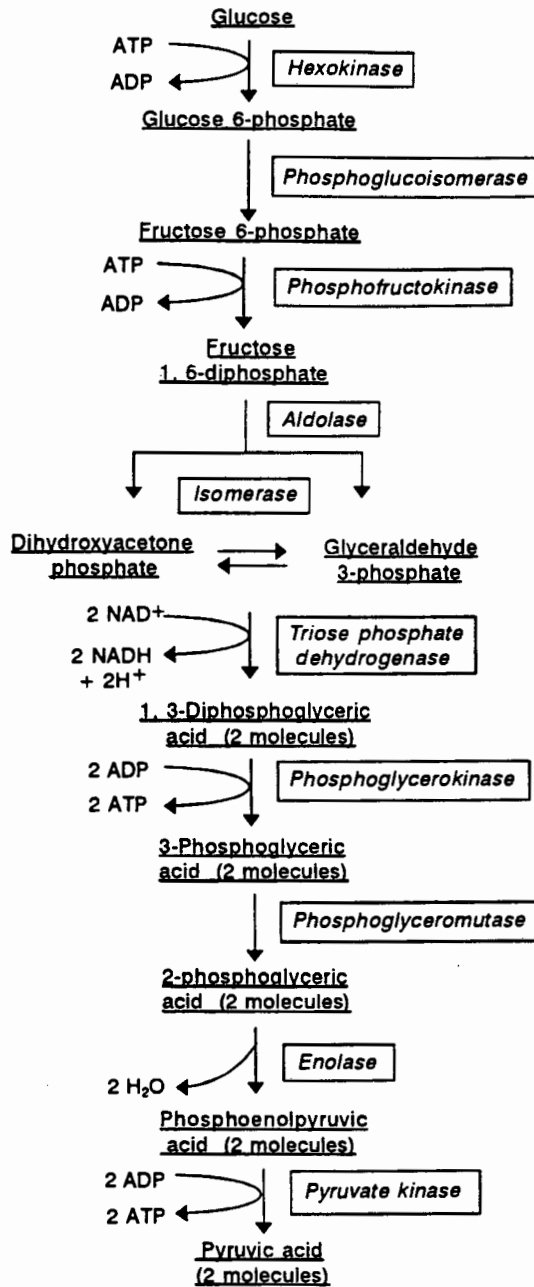 Glucose
ATP
ADP
Hexokinase
Glucose 6-phosphate
Phosphoglucoisomerase
Fructose 6-phosphate
ATP
ADP
Phosphofructokinase
Fructose
1, 6-diphosphate
Aldolase
Isomerase
Dihydroxyacetone
phosphate
Glyceraldehyde
3-phosphate
2 NAD+
2 NADH
+ 2H+
Triose phosphate
dehydrogenase
1, 3-Diphosphoglyceric
acid (2 molecules)
2 ADP
2 ATP
Phosphoglycerokinase
3-Phosphoglyceric
acid (2 molecules)
Phosphoglyceromutase
2-phosphoglyceric
acid (2 molecules)
Enolase
2 H₂O
Phosphoenolpyruvic
acid (2 molecules)
2 ADP
2 ATP
Pyruvate kinase
Pyruvic acid
(2 molecules)